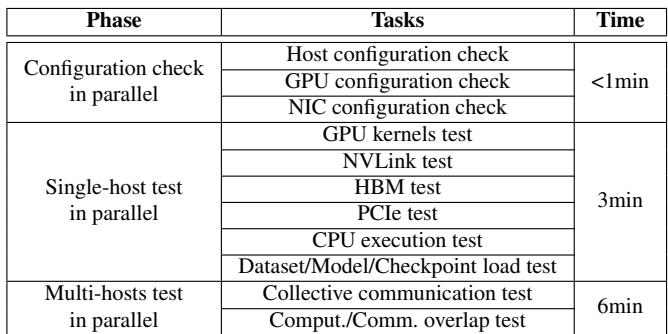 Phase Tasks Time
Configuration check
in parallel
Host configuration check
GPU configuration check
NIC configuration check
<1min
Single-host test
in parallel
GPU kernels test
NVLink test
HBM test
PCIe test
CPU execution test
Dataset/Model/Checkpoint load test
3min
Multi-hosts test
in parallel
Collective communication test
Comput./Comm. overlap test
6min